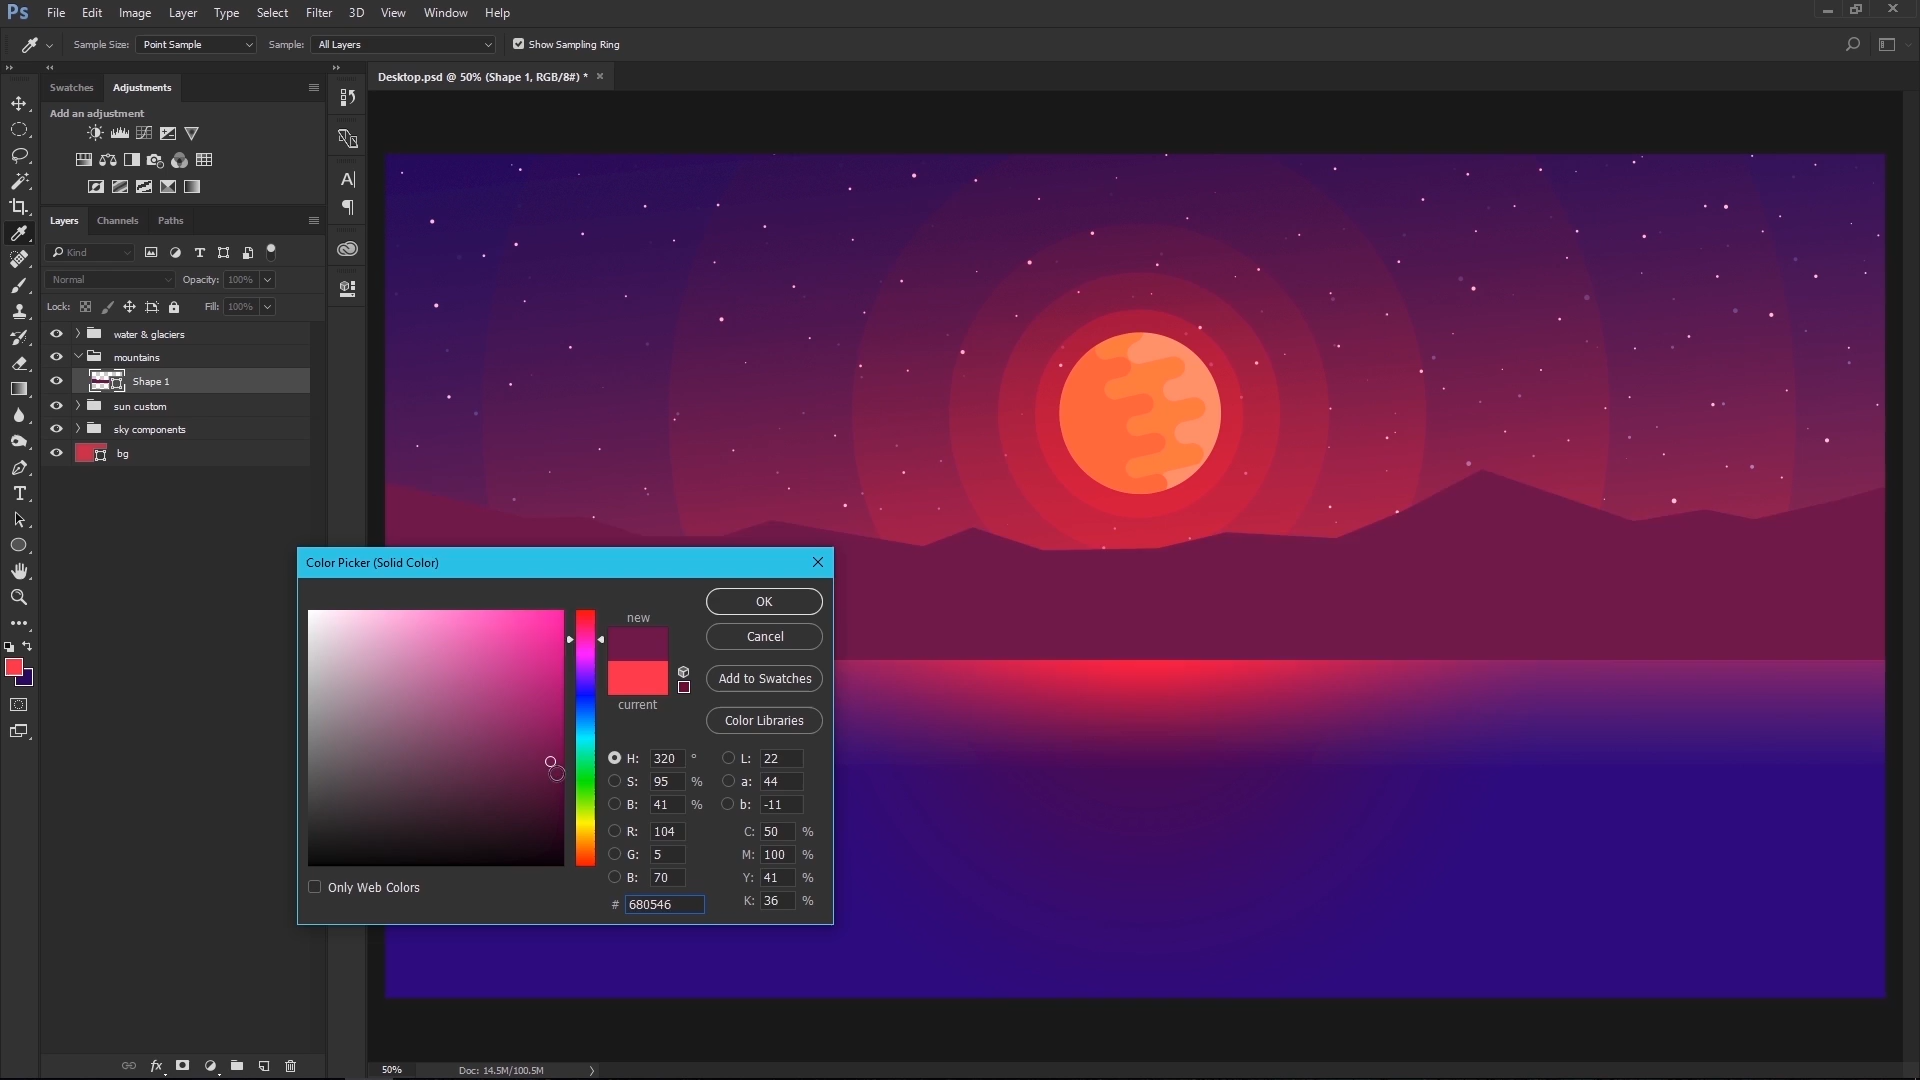 Ps File Edit Image Layer Type Select Filter 3D View Window Help
Sample Size: Point Sample Sample: All Layers Show Sampling Ring
Desktop.psd @ 50% (Shape 1, RGB/8#) * ×
Swatches Adjustments
Add an adjustment
Layers Channels Paths
Kind
Normal Opacity: 100%
Lock: Fill: 100%
water & glaciers
mountains
Shape 1
sun custom
sky components
bg
Color Picker (Solid Color)
new
current
OK
Cancel
Add to Swatches
Color Libraries
H: 320 ° L: 22
S: 95 % a: 44
B: 41 % b: -11
R: 104 C: 50 %
G: 5 M: 100 %
B: 70 Y: 41 %
# 680546 K: 36 %
Only Web Colors
fx
50% Doc: 14.5M/100.5M